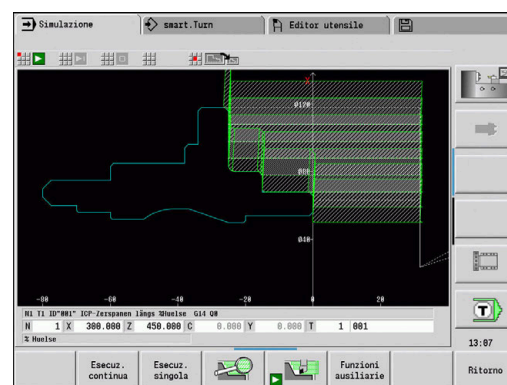 Simulazione
smart.Turn
Editor utensile
X
Ø120
Ø80
Ø40
-80 -60 -40 -20 0 20
N1 T1 ID"001" ICP-Zerspanen längs %Huelse G14 Q0
N 1 X 300.000 Z 450.000 C 0.000 Y 0.000 T 1 001
% Huelse
T
13:07
Esecuz. continua
Esecuz. singola
Funzioni ausiliarie
Ritorno